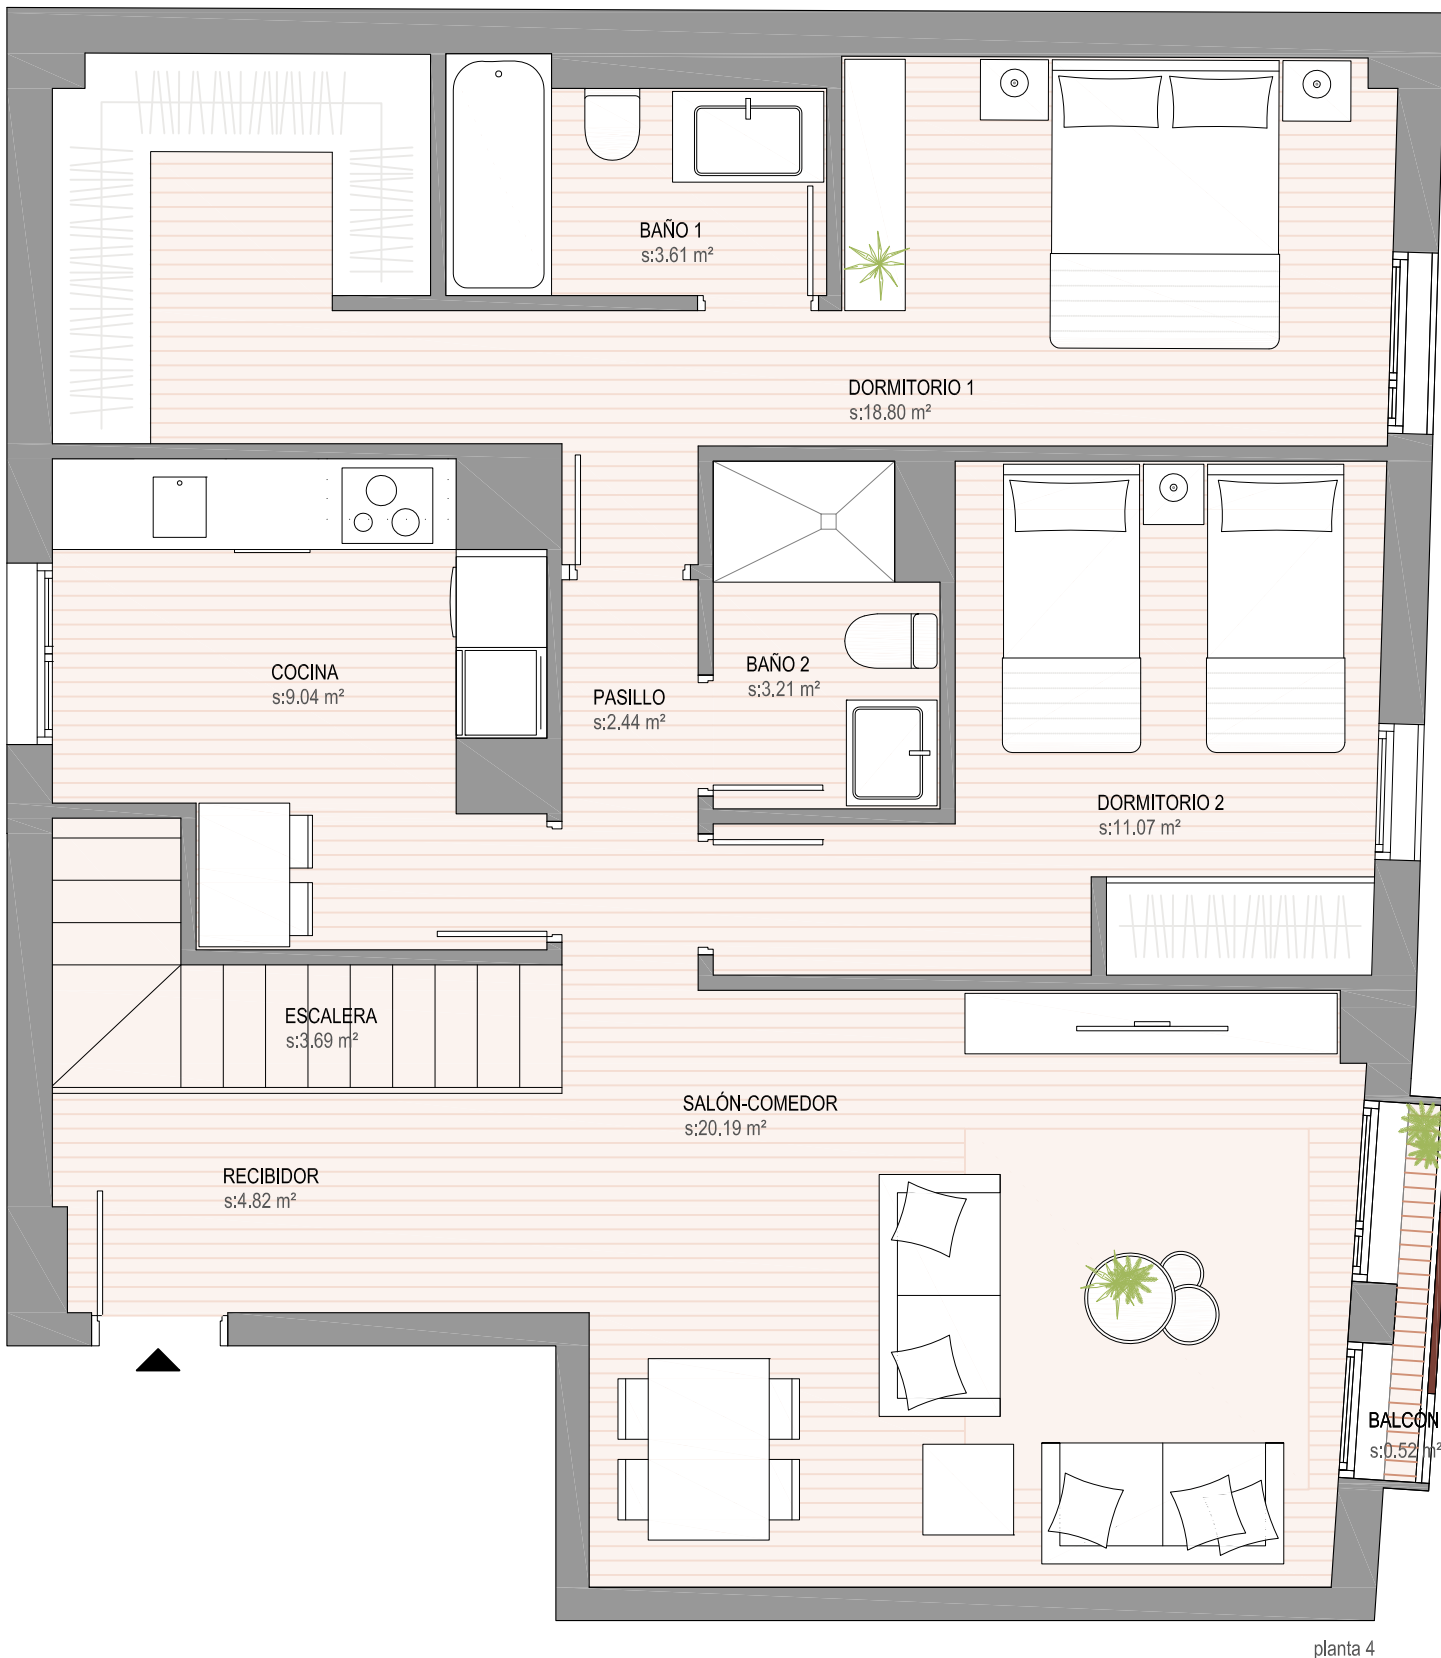 BAÑO 1
s:3.61 m²
DORMITORIO 1
s:18.80 m²
COCINA
s:9.04 m²
PASILLO
s:2.44 m²
BAÑO 2
s:3.21 m²
DORMITORIO 2
s:11.07 m²
ESCALERA
s:3.69 m²
SALÓN-COMEDOR
s:20.19 m²
RECIBIDOR
s:4.82 m²
BALCÓN
s:0.52 m²
planta 4